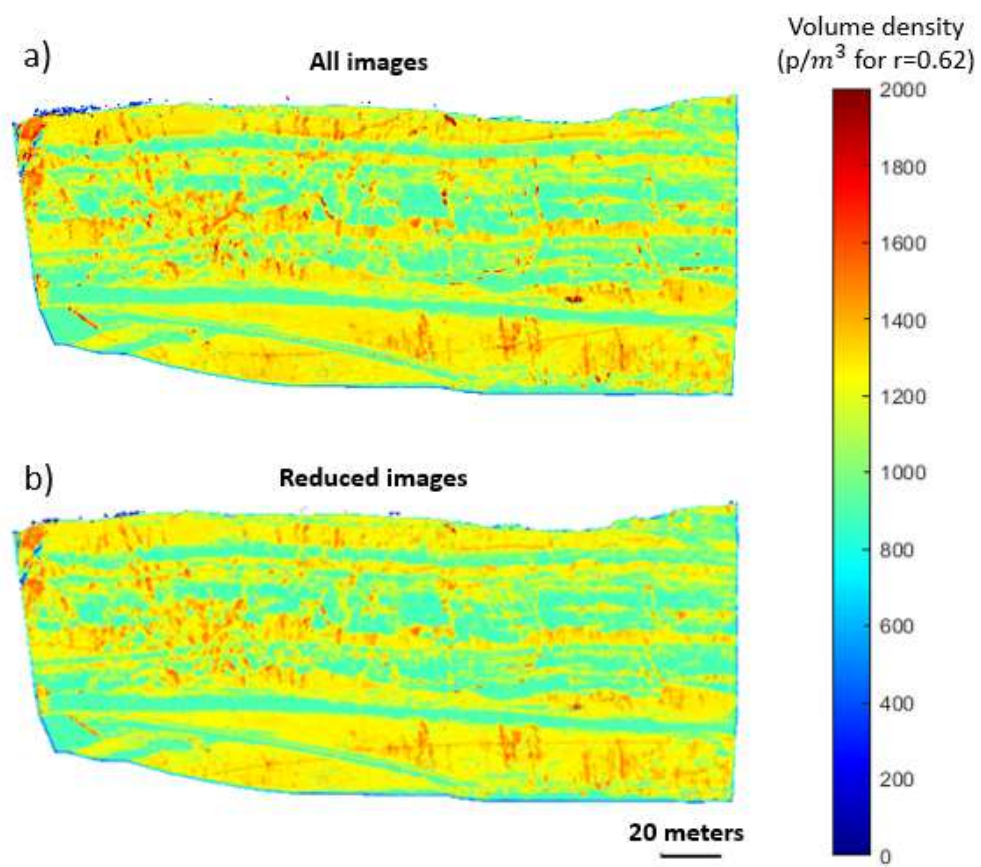 a)
All images
Volume density
(p/m³ for r=0.62)
2000
1800
1600
1400
1200
1000
800
600
400
200
0
b)
Reduced images
20 meters